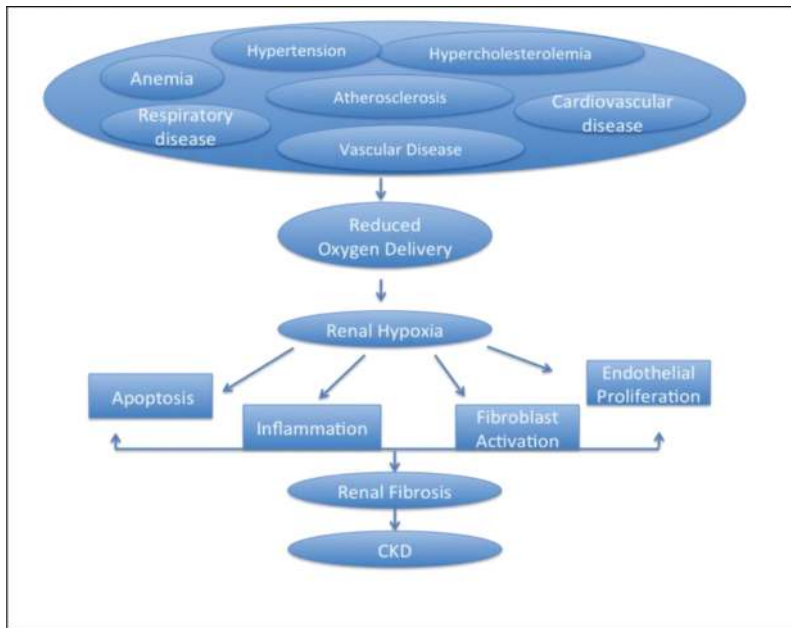 Hypertension
Hypercholesterolemia
Anemia
Atherosclerosis
Cardiovascular
disease
Respiratory
disease
Vascular Disease
Reduced
Oxygen Delivery
Renal Hypoxia
Apoptosis
Inflammation
Fibroblast
Activation
Endothelial
Proliferation
Renal Fibrosis
CKD